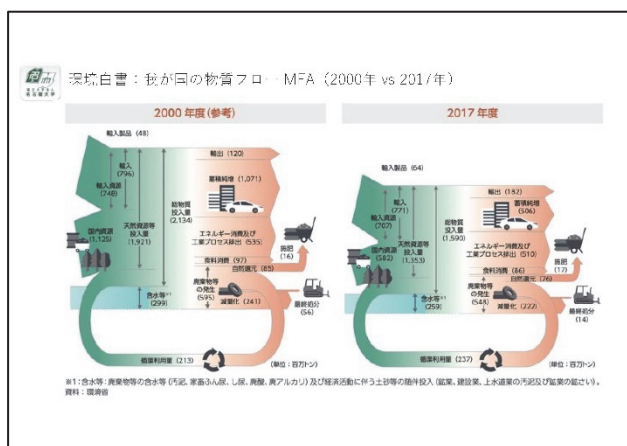 環境白書:我が国の物質フローMFA(2000年 vs 2017年)
名古屋大学
2000年度(参考)
輸入製品(48)
輸入
(796)
輸入資源
(748)
国内資源
(1,125)
天然資源等
投入量
(1,921)
総物質
投入量
(2,134)
含水等※1
(299)
輸出(120)
蓄積純増(1,071)
エネルギー消費及び
工業プロセス排出(535)
食料消費(97)
自然還元(85)
施肥
(16)
廃棄物等
の発生
(595)
減量化(241)
最終処分
(56)
循環利用量(213)
(単位:百万トン)
2017年度
輸入製品(64)
輸入
(771)
輸入資源
(707)
国内資源
(582)
天然資源等
投入量
(1,353)
総物質
投入量
(1,590)
含水等※1
(259)
輸出(182)
蓄積純増
(506)
エネルギー消費及び
工業プロセス排出(510)
食料消費(86)
自然還元(76)
施肥
(17)
廃棄物等
の発生
(548)
減量化(222)
最終処分
(14)
循環利用量(237)
(単位:百万トン)
※1:含水等:廃棄物等の含水等(汚泥、家畜ふん尿、し尿、廃酸、廃アルカリ)及び経済活動に伴う土砂等の随伴投入(鉱業、建設業、上水道業の汚泥及び鉱業の鉱さい)。
資料:環境省